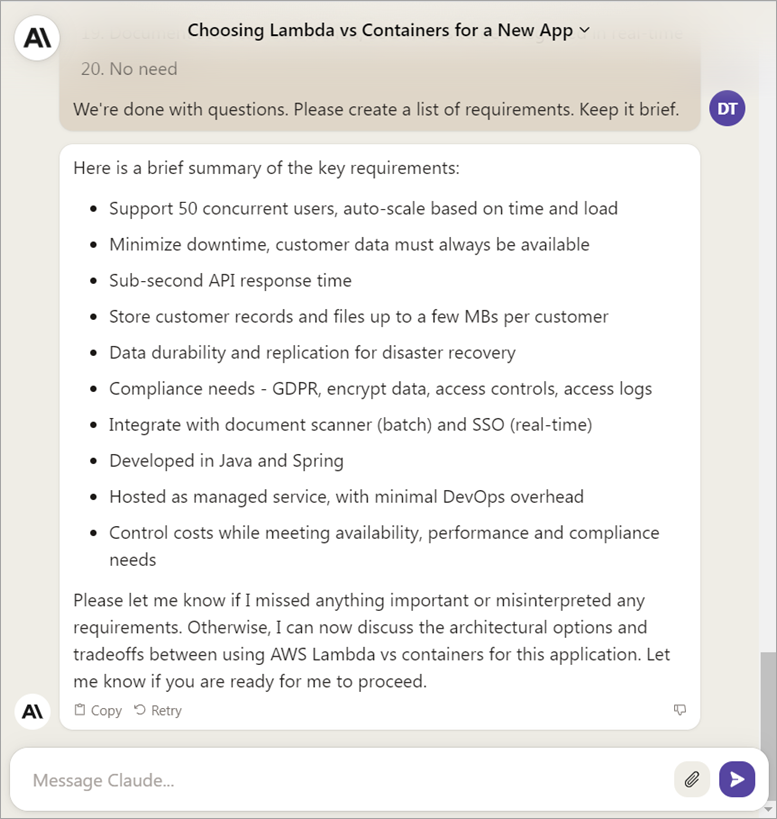 Choosing Lambda vs Containers for a New App
20. No need
We're done with questions. Please create a list of requirements. Keep it brief.
DT
Here is a brief summary of the key requirements:
• Support 50 concurrent users, auto-scale based on time and load
• Minimize downtime, customer data must always be available
• Sub-second API response time
• Store customer records and files up to a few MBs per customer
• Data durability and replication for disaster recovery
• Compliance needs - GDPR, encrypt data, access controls, access logs
• Integrate with document scanner (batch) and SSO (real-time)
• Developed in Java and Spring
• Hosted as managed service, with minimal DevOps overhead
• Control costs while meeting availability, performance and compliance
needs
Please let me know if I missed anything important or misinterpreted any
requirements. Otherwise, I can now discuss the architectural options and
tradeoffs between using AWS Lambda vs containers for this application. Let
me know if you are ready for me to proceed.
Copy Retry
Message Claude...